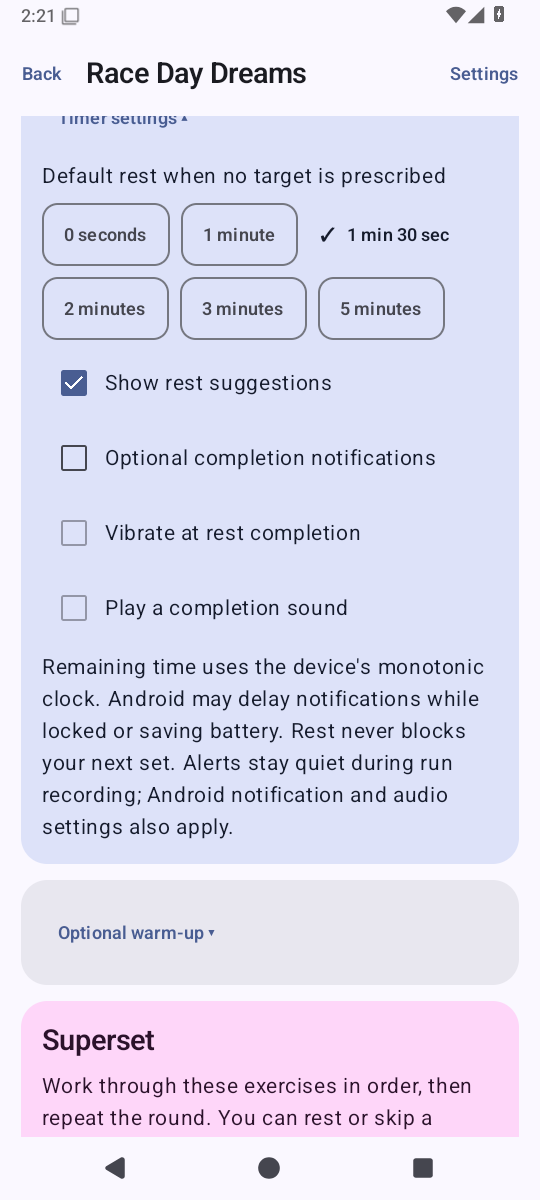 2:21
Back Race Day Dreams Settings
Timer settings ▴
Default rest when no target is prescribed
0 seconds 1 minute ✓ 1 min 30 sec
2 minutes 3 minutes 5 minutes
Show rest suggestions
Optional completion notifications
Vibrate at rest completion
Play a completion sound
Remaining time uses the device's monotonic
clock. Android may delay notifications while
locked or saving battery. Rest never blocks
your next set. Alerts stay quiet during run
recording; Android notification and audio
settings also apply.
Optional warm-up ▾
Superset
Work through these exercises in order, then
repeat the round. You can rest or skip a